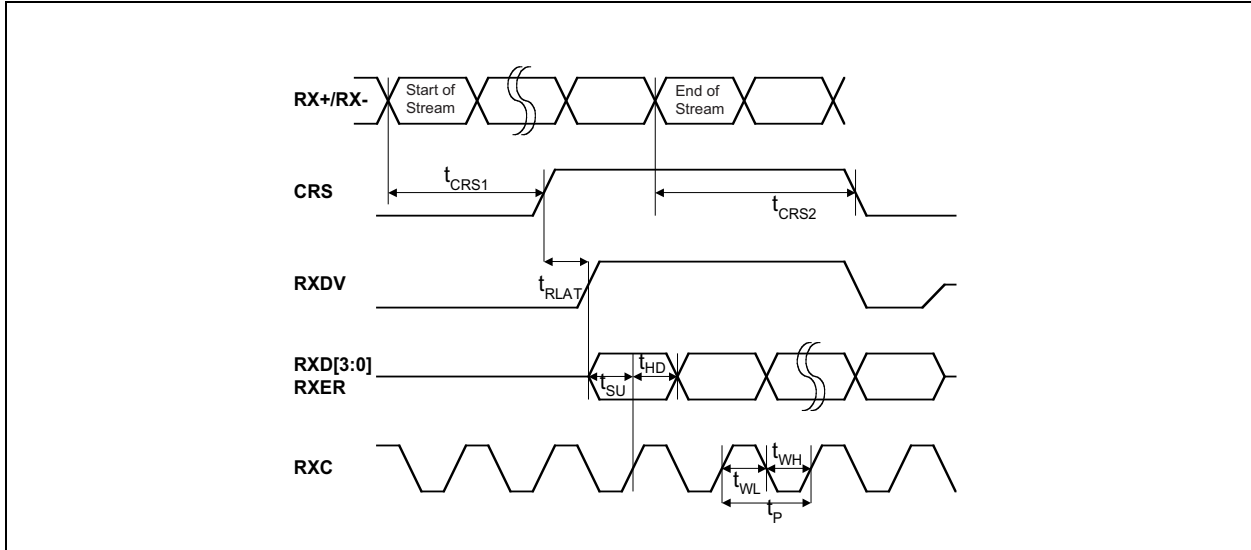 RX+/RX-
Start of
Stream
End of
Stream
CRS
tCRS1
tCRS2
RXDV
tRLAT
RXD[3:0]
RXER
tSU
tHD
RXC
tWL
tWH
tP